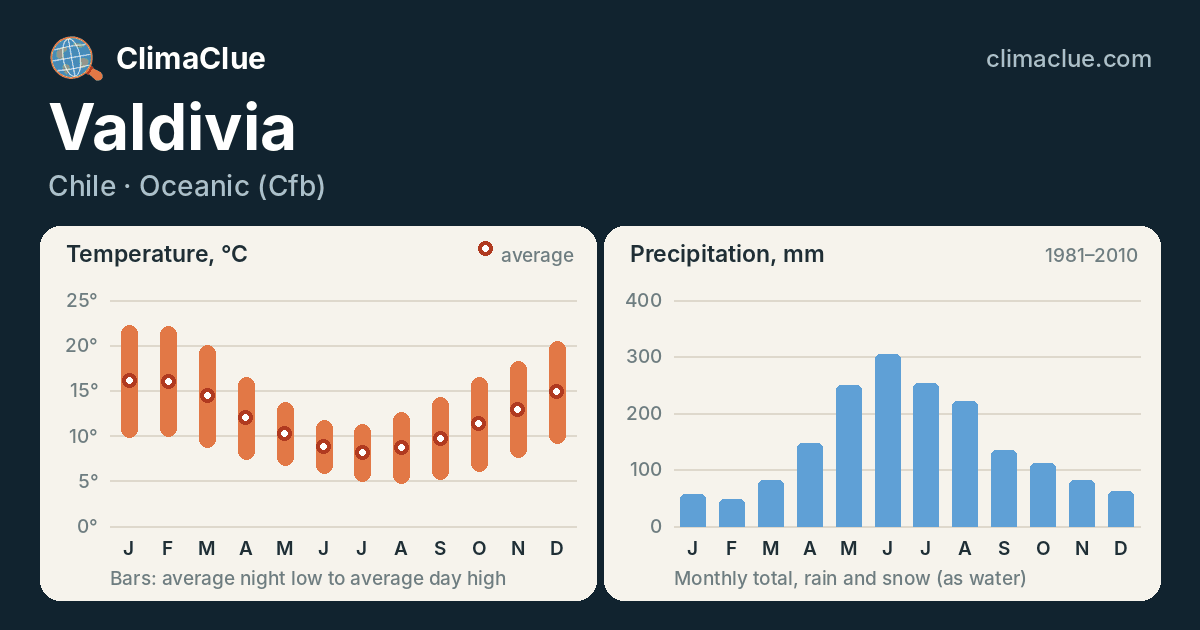 ClimaClue
climaclue.com
Valdivia
Chile · Oceanic (Cfb)
Temperature, °C
average
25°
20°
15°
10°
5°
0°
J F M A M J J A S O N D
Bars: average night low to average day high
Precipitation, mm
1981–2010
400
300
200
100
0
J F M A M J J A S O N D
Monthly total, rain and snow (as water)